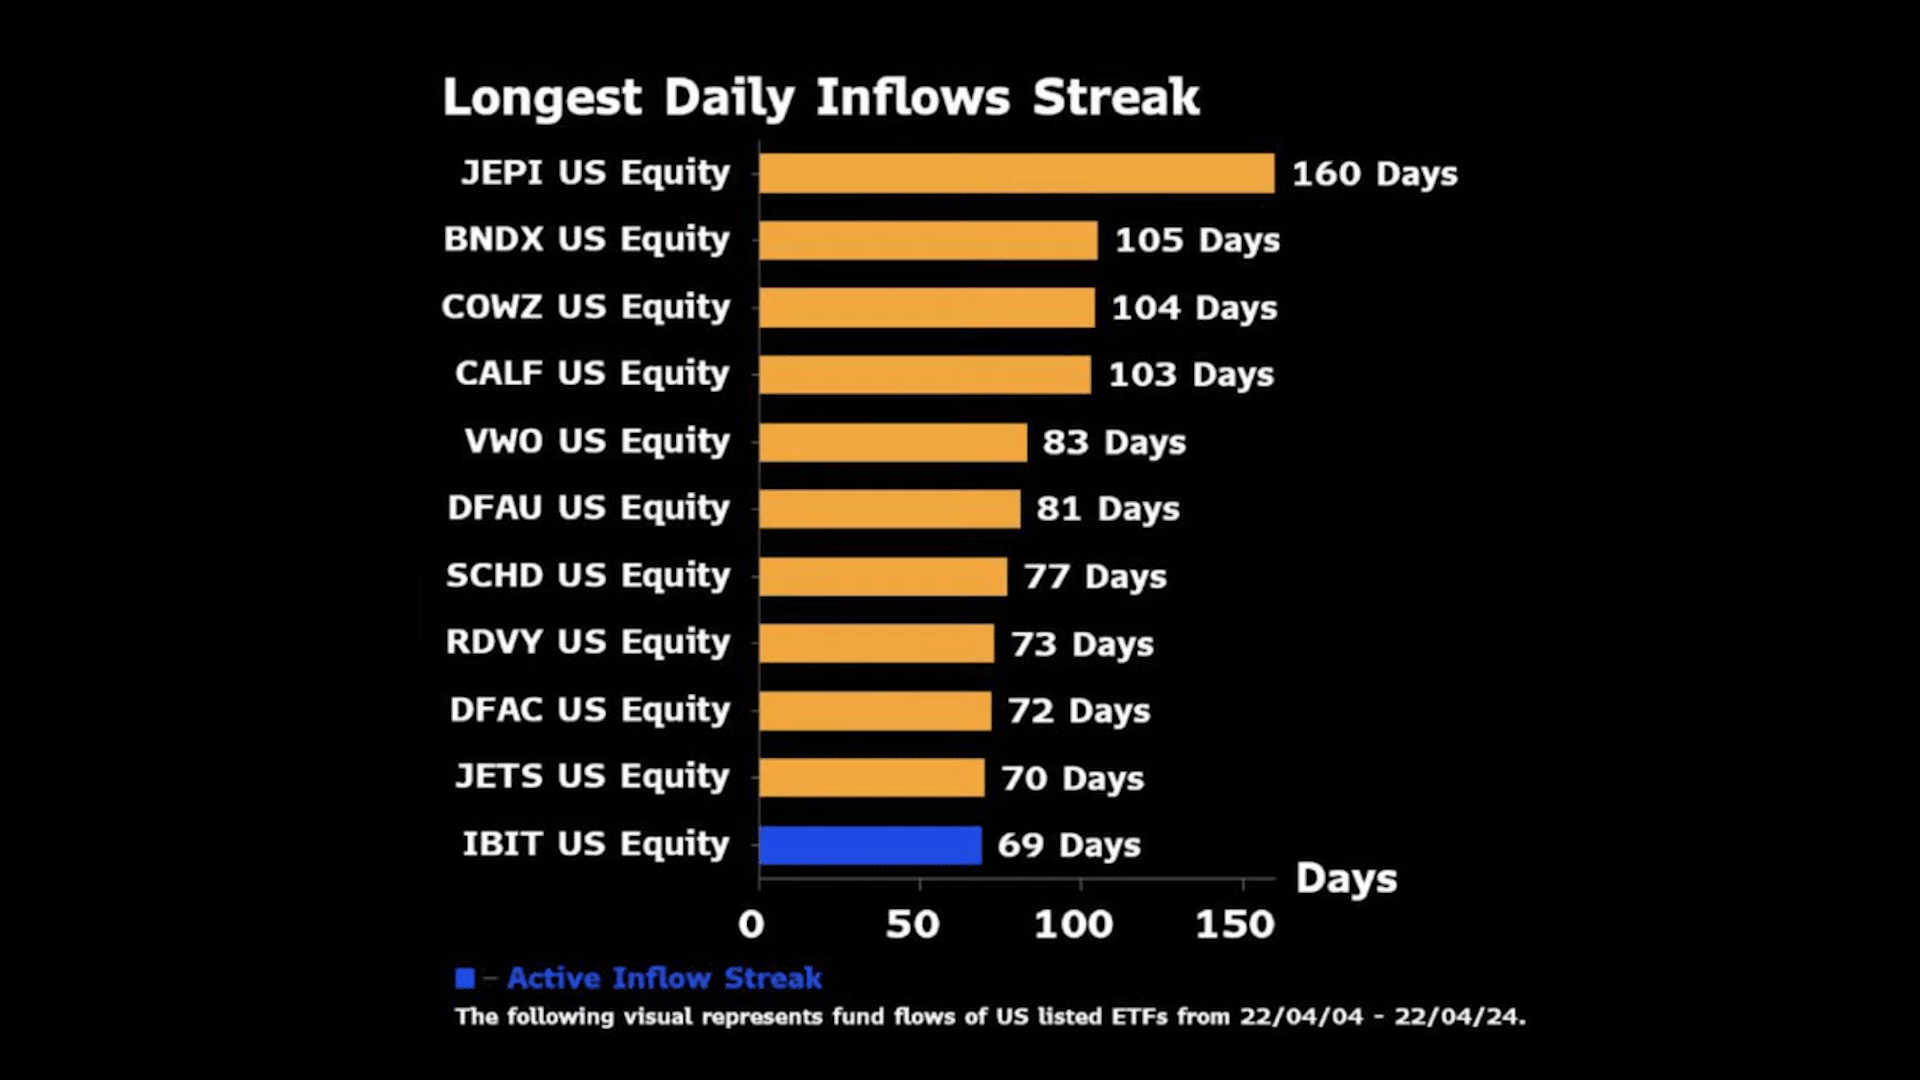 Longest Daily Inflows Streak
JEPI US Equity 160 Days
BNDX US Equity 105 Days
COWZ US Equity 104 Days
CALF US Equity 103 Days
VWO US Equity 83 Days
DFAU US Equity 81 Days
SCHD US Equity 77 Days
RDVY US Equity 73 Days
DFAC US Equity 72 Days
JETS US Equity 70 Days
IBIT US Equity 69 Days
Days
0 50 100 150
– Active Inflow Streak
The following visual represents fund flows of US listed ETFs from 22/04/04 - 22/04/24.